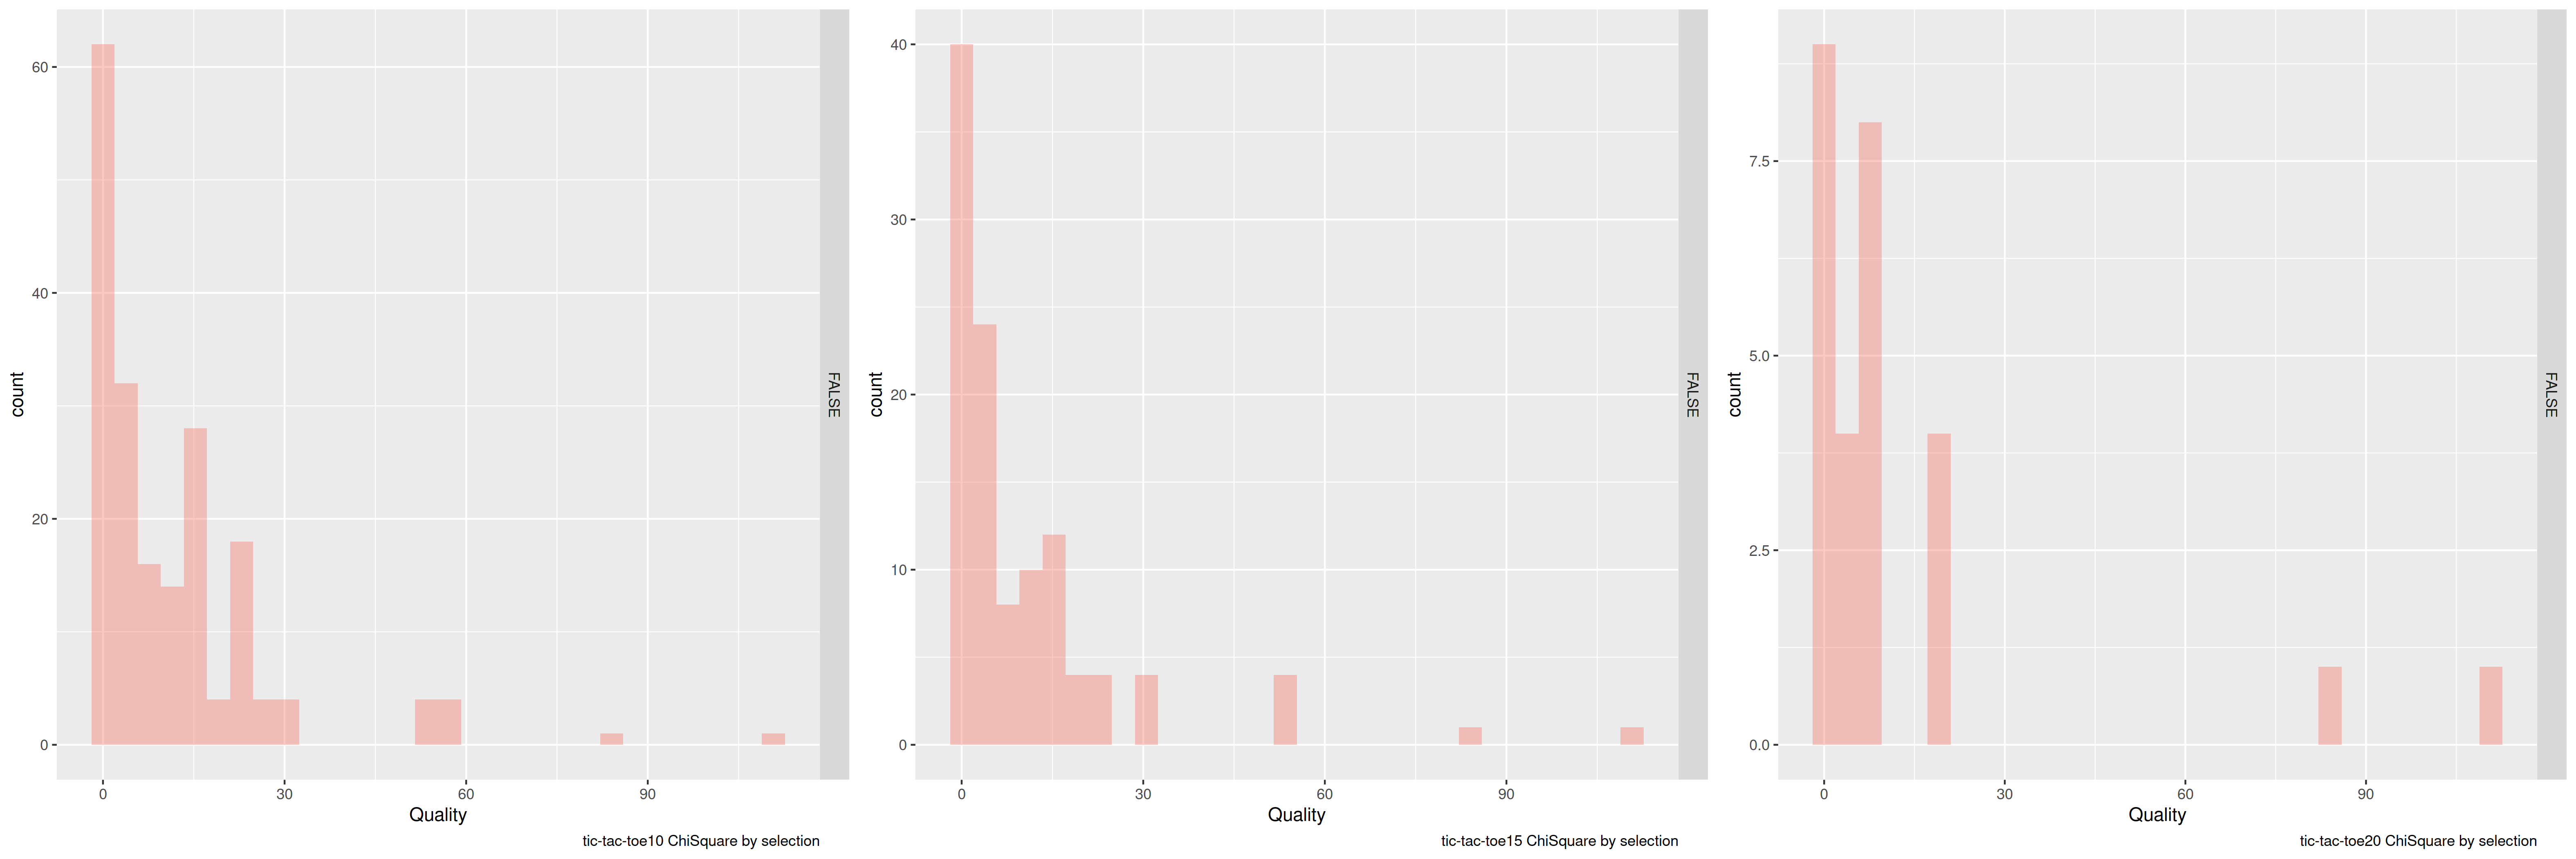 60
40
20
0
count
FALSE
0 30 60 90
Quality
tic-tac-toe10 ChiSquare by selection
40
30
20
10
0
count
FALSE
0 30 60 90
Quality
tic-tac-toe15 ChiSquare by selection
7.5
5.0
2.5
0.0
count
FALSE
0 30 60 90
Quality
tic-tac-toe20 ChiSquare by selection